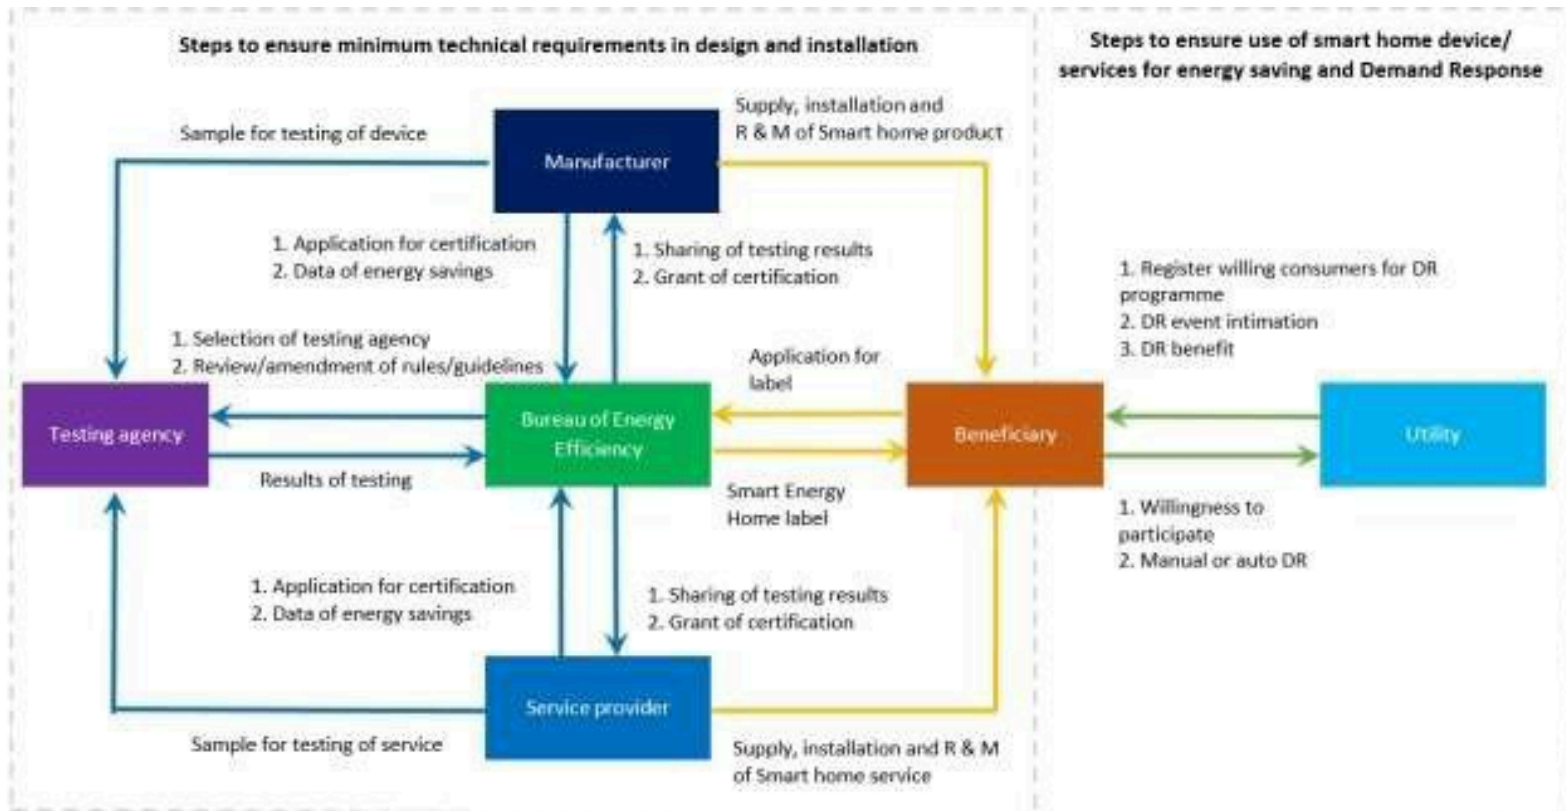 Steps to ensure minimum technical requirements in design and installation
Steps to ensure use of smart home device/
services for energy saving and Demand Response
Supply, installation and
R & M of Smart home product
Sample for testing of device
Manufacturer
1. Application for certification
2. Data of energy savings
1. Sharing of testing results
2. Grant of certification
1. Register willing consumers for DR
programme
2. DR event intimation
3. DR benefit
1. Selection of testing agency
2. Review/amendment of rules/guidelines
Application for
label
Testing agency
Bureau of Energy
Efficiency
Beneficiary
Utility
Results of testing
Smart Energy
Home label
1. Willingness to
participate
2. Manual or auto DR
1. Application for certification
2. Data of energy savings
1. Sharing of testing results
2. Grant of certification
Service provider
Sample for testing of service
Supply, installation and R & M
of Smart home service